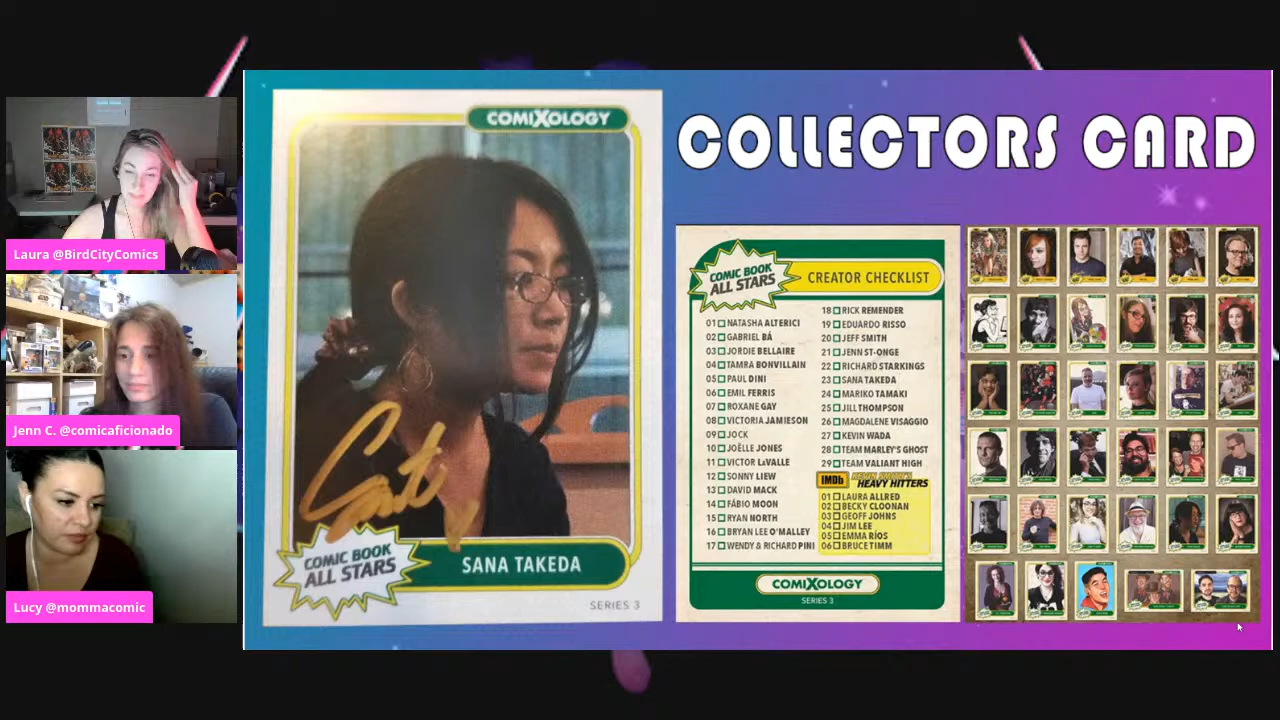 Laura @BirdCityComics
Jenn C. @comicaficionado
Lucy @mommacomic
COMIXOLOGY
COMIC BOOK
ALL STARS
SANA TAKEDA
SERIES 3
COLLECTORS CARD
COMIC BOOK
ALL STARS
CREATOR CHECKLIST
01 NATASHA ALTERICI
02 GABRIEL BÁ
03 JORDIE BELLAIRE
04 TAMRA BONVILLAIN
05 PAUL DINI
06 EMIL FERRIS
07 ROXANE GAY
08 VICTORIA JAMIESON
09 JOCK
10 JOËLLE JONES
11 VICTOR LaVALLE
12 SONNY LIEW
13 DAVID MACK
14 FÁBIO MOON
15 RYAN NORTH
16 BRYAN LEE O'MALLEY
17 WENDY & RICHARD PINI
18 RICK REMENDER
19 EDUARDO RISSO
20 JEFF SMITH
21 JENN ST-ONGE
22 RICHARD STARKINGS
23 SANA TAKEDA
24 MARIKO TAMAKI
25 JILL THOMPSON
26 MAGDALENE VISAGGIO
27 KEVIN WADA
28 TEAM MARLEY'S GHOST
29 TEAM VALIANT HIGH
IMDb
HEAVY HITTERS
01 LAURA ALLRED
02 BECKY CLOONAN
03 GEOFF JOHNS
04 JIM LEE
05 EMMA RÍOS
06 BRUCE TIMM
COMIXOLOGY
SERIES 3